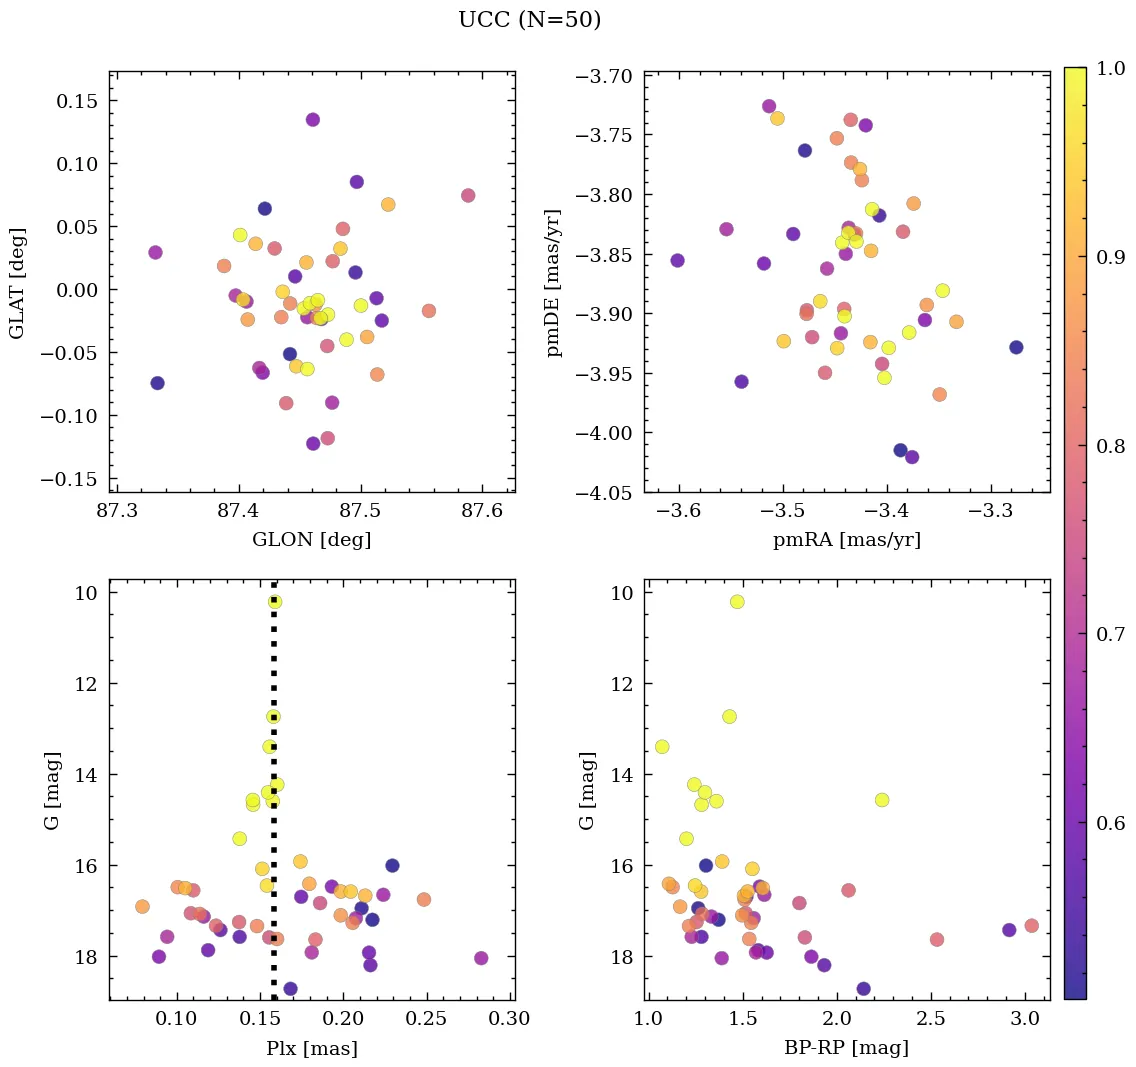 UCC (N=50)
0.15
0.10
0.05
0.00
−0.05
−0.10
−0.15
GLAT [deg]
87.3 87.4 87.5 87.6
GLON [deg]
−3.70
−3.75
−3.80
−3.85
−3.90
−3.95
−4.00
−4.05
pmDE [mas/yr]
−3.6 −3.5 −3.4 −3.3
pmRA [mas/yr]
1.0
0.9
0.8
0.7
0.6
10
12
14
16
18
G [mag]
0.10 0.15 0.20 0.25 0.30
Plx [mas]
10
12
14
16
18
G [mag]
1.0 1.5 2.0 2.5 3.0
BP-RP [mag]